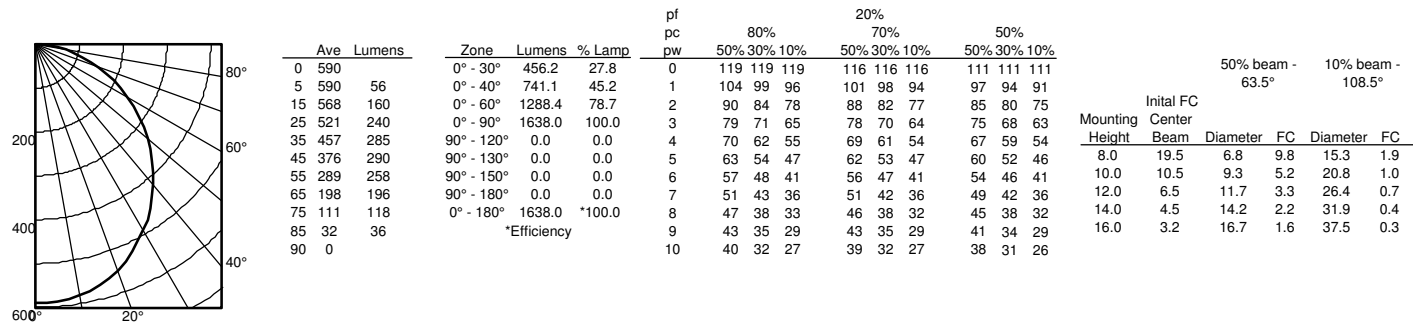 80°
60°
40°
20°
200
400
600
0°
Ave Lumens
0 590
5 590 56
15 568 160
25 521 240
35 457 285
45 376 290
55 289 258
65 198 196
75 111 118
85 32 36
90 0
Zone Lumens % Lamp
0° - 30° 456.2 27.8
0° - 40° 741.1 45.2
0° - 60° 1288.4 78.7
0° - 90° 1638.0 100.0
90° - 120° 0.0 0.0
90° - 130° 0.0 0.0
90° - 150° 0.0 0.0
90° - 180° 0.0 0.0
0° - 180° 1638.0 *100.0
*Efficiency
pf 20%
pc 80% 70% 50%
pw 50% 30% 10% 50% 30% 10% 50% 30% 10%
0 119 119 119 116 116 116 111 111 111
1 104 99 96 101 98 94 97 94 91
2 90 84 78 88 82 77 85 80 75
3 79 71 65 78 70 64 75 68 63
4 70 62 55 69 61 54 67 59 54
5 63 54 47 62 53 47 60 52 46
6 57 48 41 56 47 41 54 46 41
7 51 43 36 51 42 36 49 42 36
8 47 38 33 46 38 32 45 38 32
9 43 35 29 43 35 29 41 34 29
10 40 32 27 39 32 27 38 31 26
50% beam - 10% beam -
63.5° 108.5°
Inital FC
Mounting Center
Height Beam Diameter FC Diameter FC
8.0 19.5 6.8 9.8 15.3 1.9
10.0 10.5 9.3 5.2 20.8 1.0
12.0 6.5 11.7 3.3 26.4 0.7
14.0 4.5 14.2 2.2 31.9 0.4
16.0 3.2 16.7 1.6 37.5 0.3